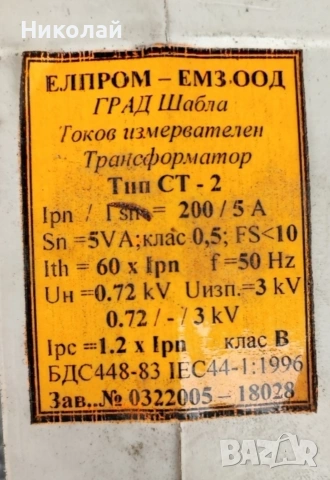 Николай
ЕЛПРОМ – ЕМЗ.ООД
ГРАД Шабла
Токов измервателен
Трансформатор
Тип СТ - 2
Ipn / Isn = 200 / 5 A
Sn =5VA; клас 0,5; FS<10
Ith = 60 x Ipn f =50 Hz
Uн =0.72 kV Uизп.=3 kV
0.72 / - / 3 kV
Ipc =1.2 x Ipn клас B
БДС448-83 IEC44-1:1996
Зав..№ 0322005 – 18028
BAZAR